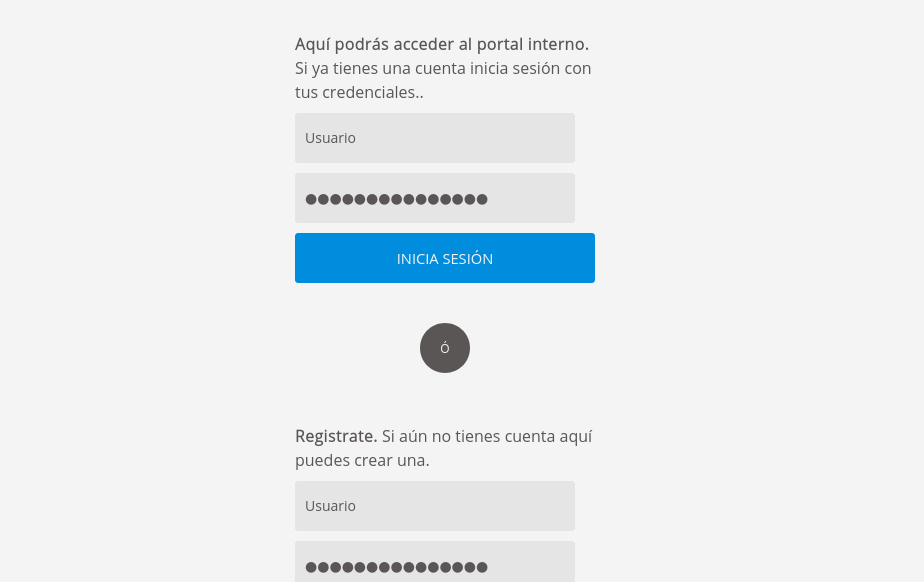 Aquí podrás acceder al portal interno.
Si ya tienes una cuenta inicia sesión con
tus credenciales..
Usuario
●●●●●●●●●●●●●●●
INICIA SESIÓN
Ó
Registrate. Si aún no tienes cuenta aquí
puedes crear una.
Usuario
●●●●●●●●●●●●●●●